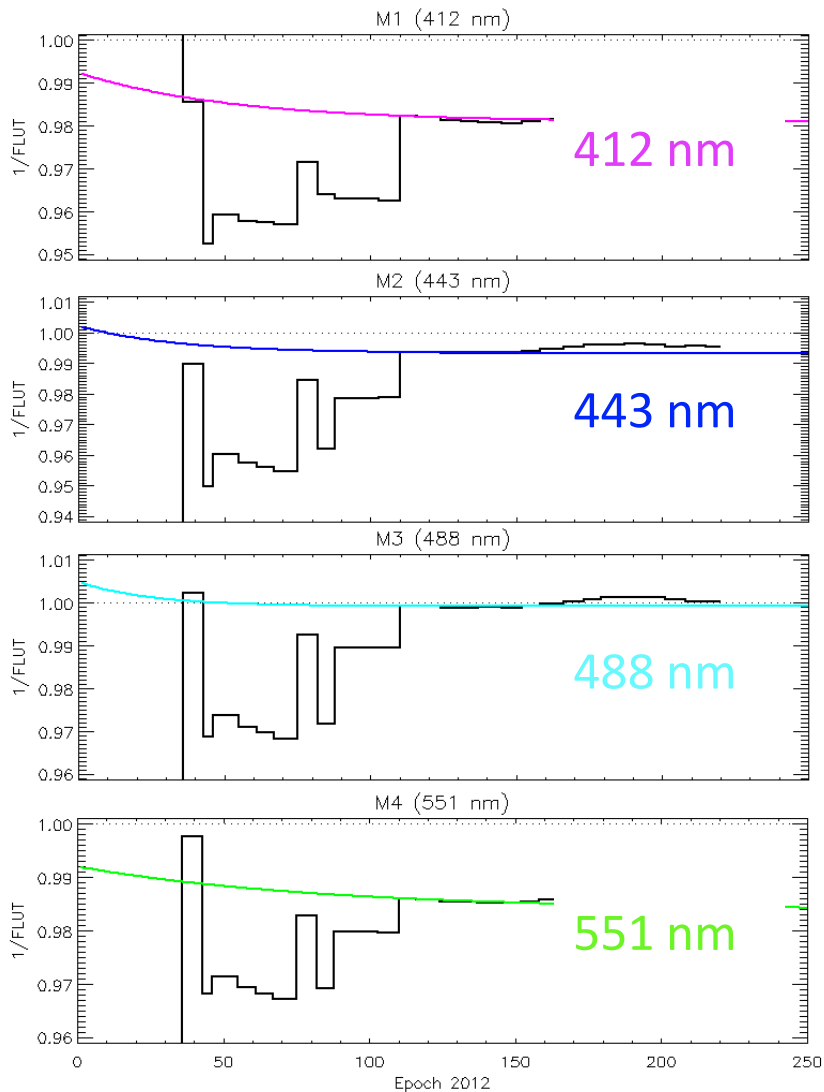 M1 (412 nm)
1.00
0.99
0.98
0.97
0.96
0.95
1/FLUT
412 nm
M2 (443 nm)
1.01
1.00
0.99
0.98
0.97
0.96
0.95
0.94
1/FLUT
443 nm
M3 (488 nm)
1.01
1.00
0.99
0.98
0.97
0.96
1/FLUT
488 nm
M4 (551 nm)
1.00
0.99
0.98
0.97
0.96
1/FLUT
551 nm
0 50 100 150 200 250
Epoch 2012